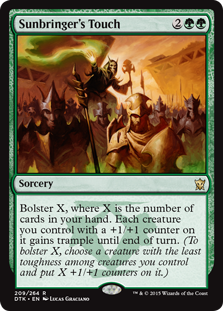 Sunbringer's Touch 2
Sorcery
Bolster X, where X is the number
of cards in your hand. Each creature
you control with a +1/+1 counter on
it gains trample until end of turn. (To
bolster X, choose a creature with the least
toughness among creatures you control
and put X +1/+1 counters on it.)
209/264 R
DTK • EN LUCAS GRACIANO
™ & © 2015 Wizards of the Coast